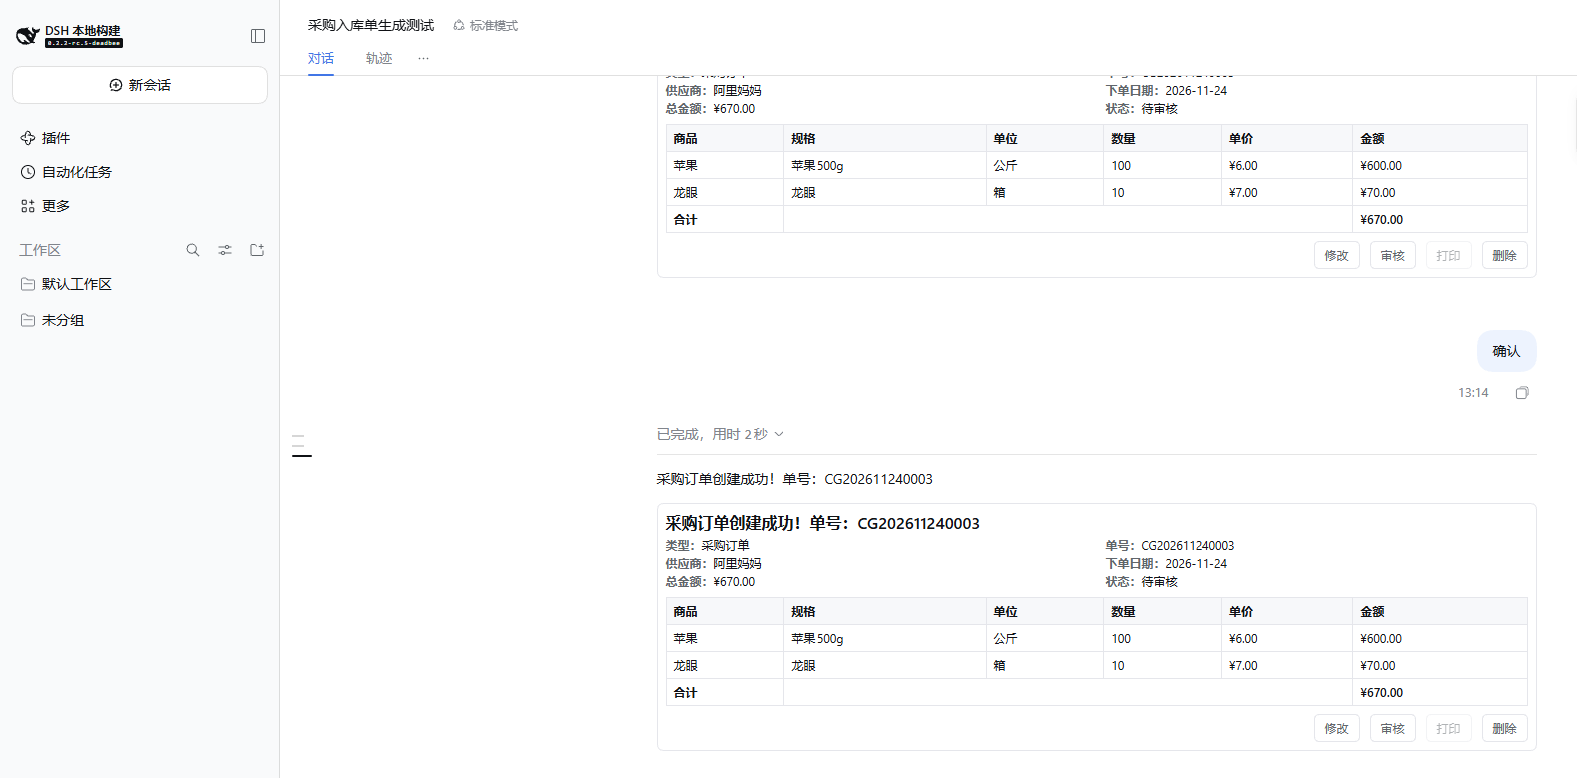 DSH 本地构建
0.3.2-rc.5-deadbee
新会话
插件
自动化任务
更多
工作区
默认工作区
未分组
采购入库单生成测试 标准模式
对话 轨迹 ...
供应商：阿里妈妈 下单日期：2026-11-24
总金额：¥670.00 状态：待审核
商品 规格 单位 数量 单价 金额
苹果 苹果500g 公斤 100 ¥6.00 ¥600.00
龙眼 龙眼 箱 10 ¥7.00 ¥70.00
合计 ¥670.00
修改 审核 打印 删除
确认
13:14
已完成，用时 2秒
采购订单创建成功！单号：CG202611240003
采购订单创建成功！单号：CG202611240003
类型：采购订单 单号：CG202611240003
供应商：阿里妈妈 下单日期：2026-11-24
总金额：¥670.00 状态：待审核
商品 规格 单位 数量 单价 金额
苹果 苹果500g 公斤 100 ¥6.00 ¥600.00
龙眼 龙眼 箱 10 ¥7.00 ¥70.00
合计 ¥670.00
修改 审核 打印 删除